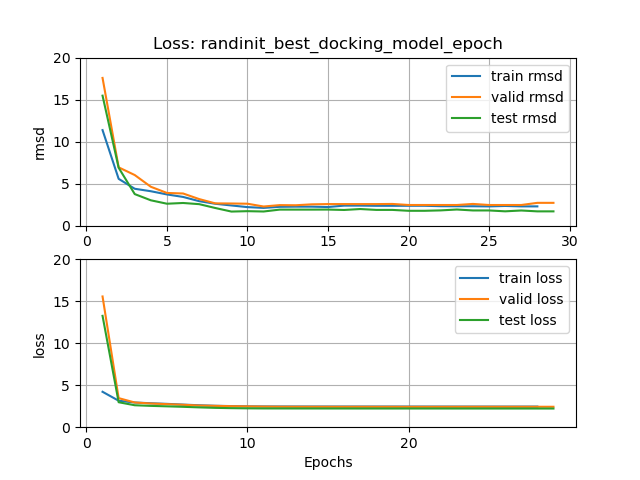 Loss: randinit_best_docking_model_epoch
20
15
10
5
0
rmsd
train rmsd
valid rmsd
test rmsd
0 5 10 15 20 25 30
20
15
10
5
0
loss
train loss
valid loss
test loss
0 10 20
Epochs